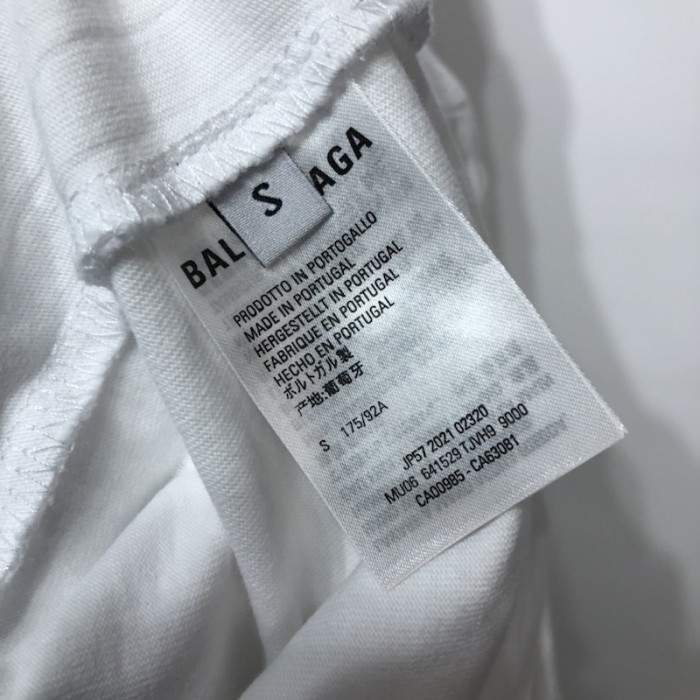 BAL
S
AGA
PRODOTTO IN PORTOGALLO
MADE IN PORTUGAL
HERGESTELLT IN PORTUGAL
FABRIQUE EN PORTUGAL
HECHO EN PORTUGAL
ポルトガル製
产地:葡萄牙
S 175/92A
JP57 2021 02320
MU06 641529 TJVH9 9000
CA00985 - CA63081